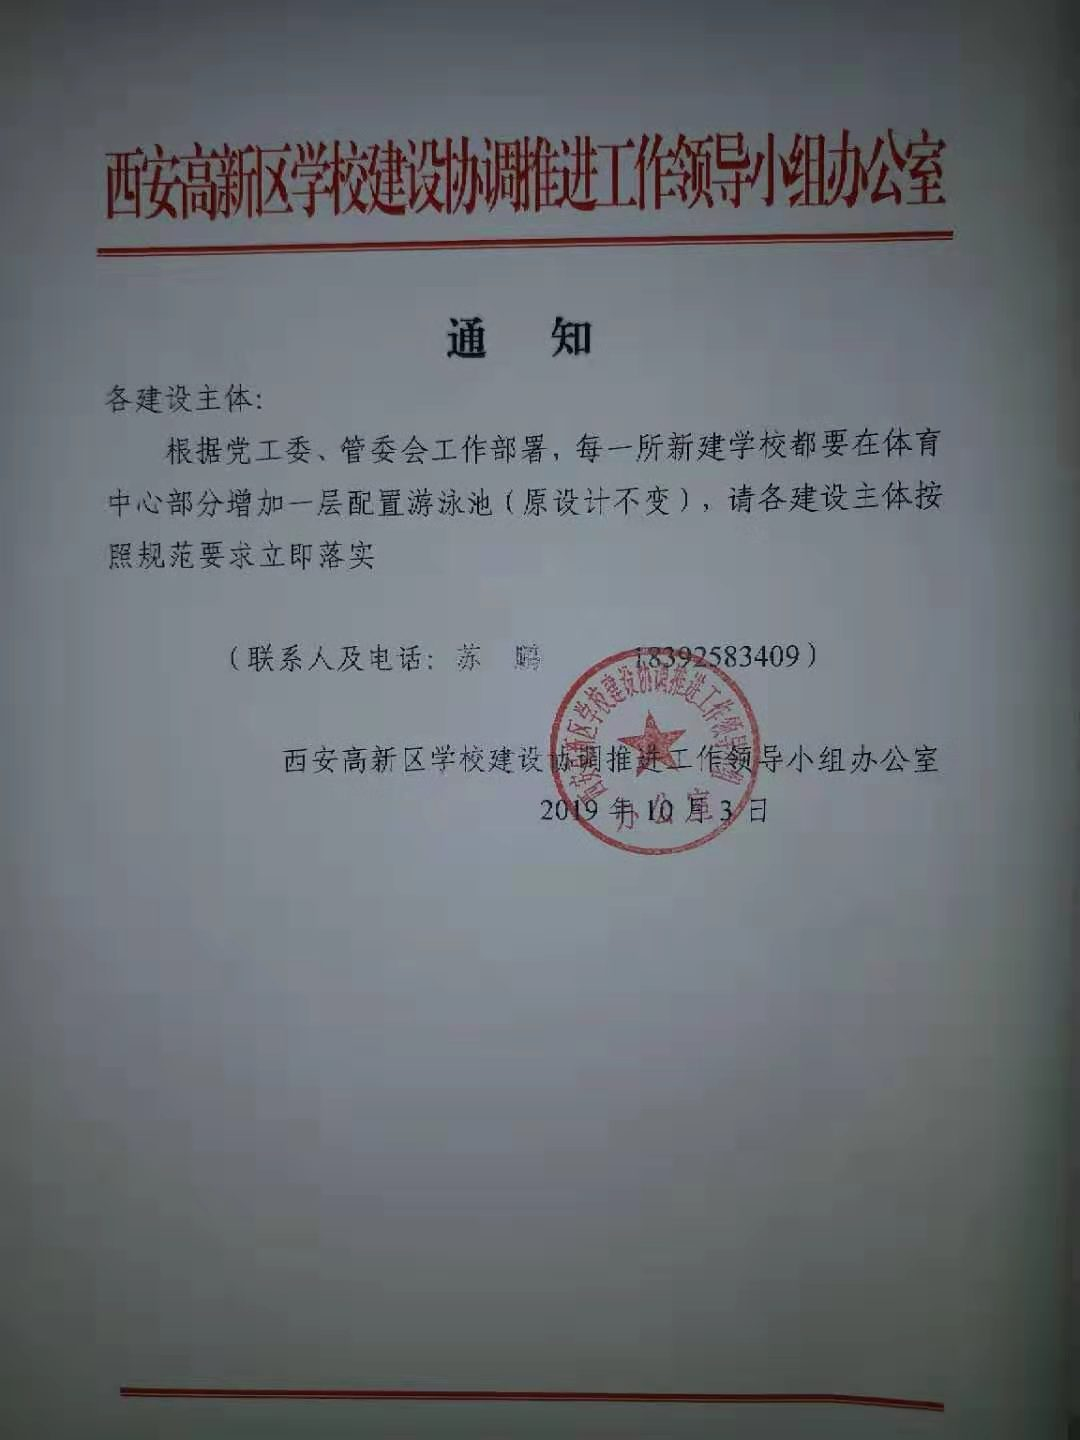 西安高新区学校建设协调推进工作领导小组办公室
通 知
各建设主体：
根据党工委、管委会工作部署，每一所新建学校都要在体育
中心部分增加一层配置游泳池（原设计不变），请各建设主体按
照规范要求立即落实
（联系人及电话：苏 鹏 18392583409）
西安高新区学校建设协调推进工作领导小组
办公室
西安高新区学校建设协调推进工作领导小组办公室
2019 年 10 月 3 日